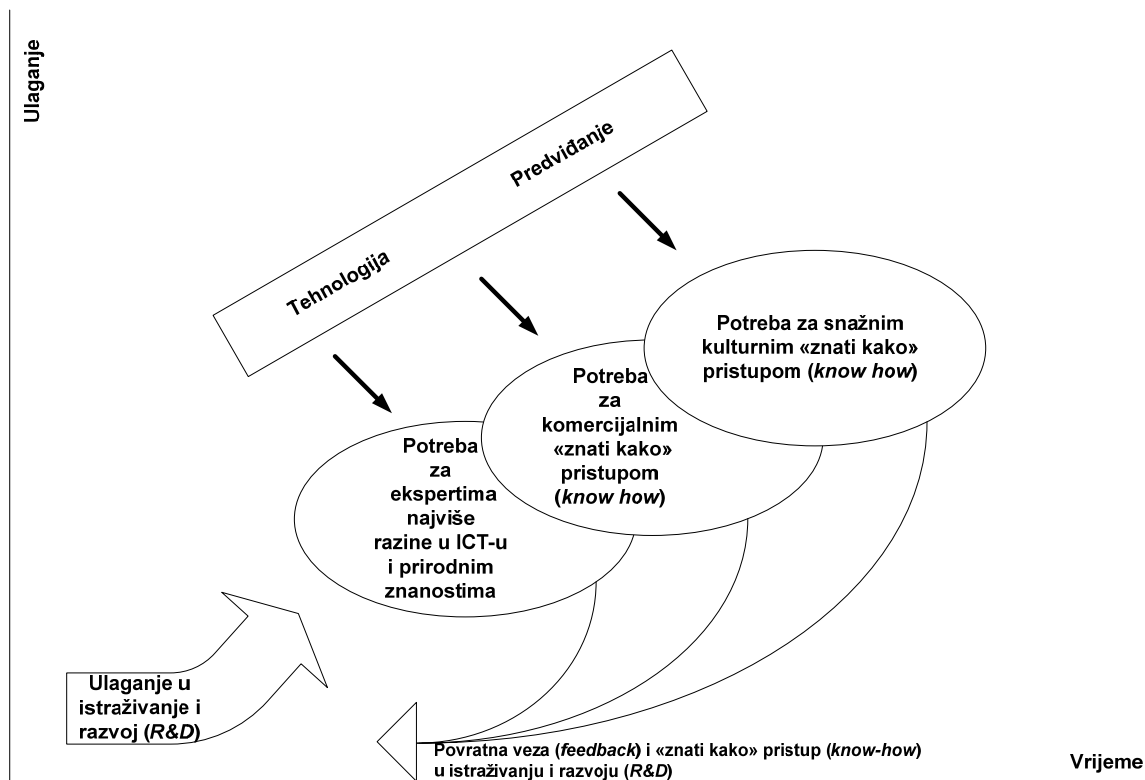 Ulaganje
Predviđanje
Tehnologija
Potreba za snažnim
kulturnim «znati kako»
pristupom (know how)
Potreba
za
komercijalnim
«znati kako»
pristupom
(know how)
Potreba
za
ekspertima
najviše
razine u ICT-u
i prirodnim
znanostima
Ulaganje u
istraživanje i
razvoj (R&D)
Povratna veza (feedback) i «znati kako» pristup (know-how)
u istraživanju i razvoju (R&D)
Vrijeme